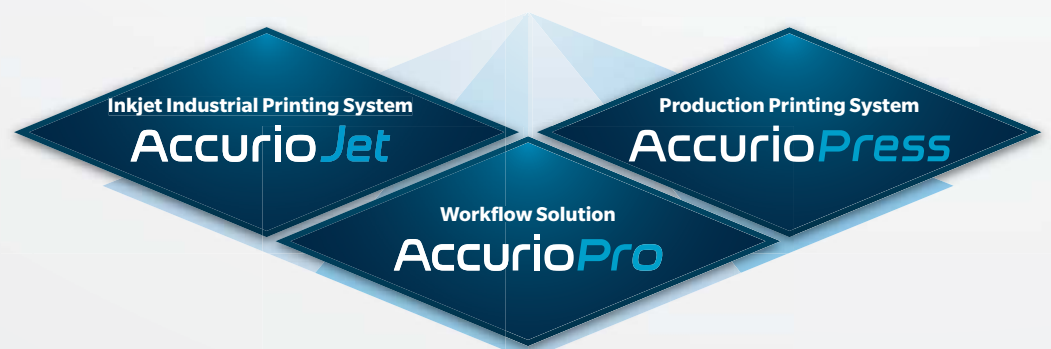 Inkjet Industrial Printing System
AccurioJet
Production Printing System
AccurioPress
Workflow Solution
AccurioPro